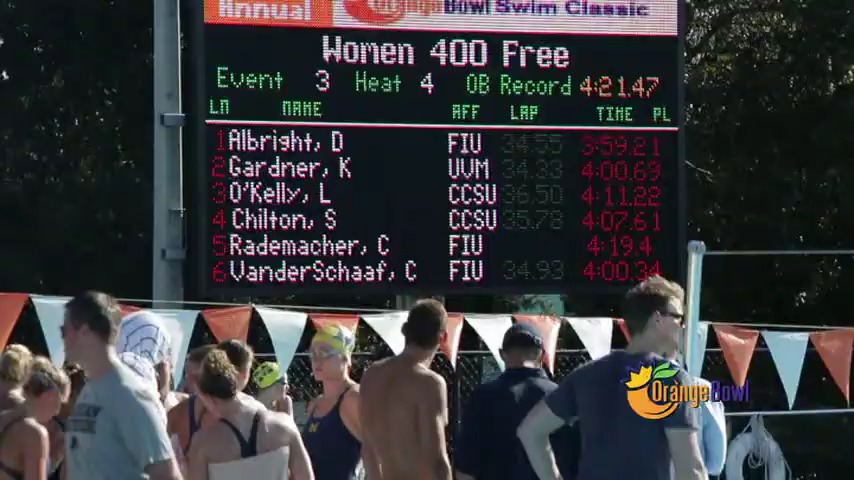 Annual Orange Bowl Swim Classic
Women 400 Free
Event 3 Heat 4 OB Record 4:21.47
LN NAME AFF LAP TIME PL
1 Albright, D FIU 34.55 3:59.21
2 Gardner, K UVM 34.33 4:00.69
3 O'Kelly, L CCSU 36.50 4:11.22
4 Chilton, S CCSU 35.78 4:07.61
5 Rademacher, C FIU 4:19.4
6 VanderSchaaf, C FIU 34.93 4:00.34
OrangeBowl